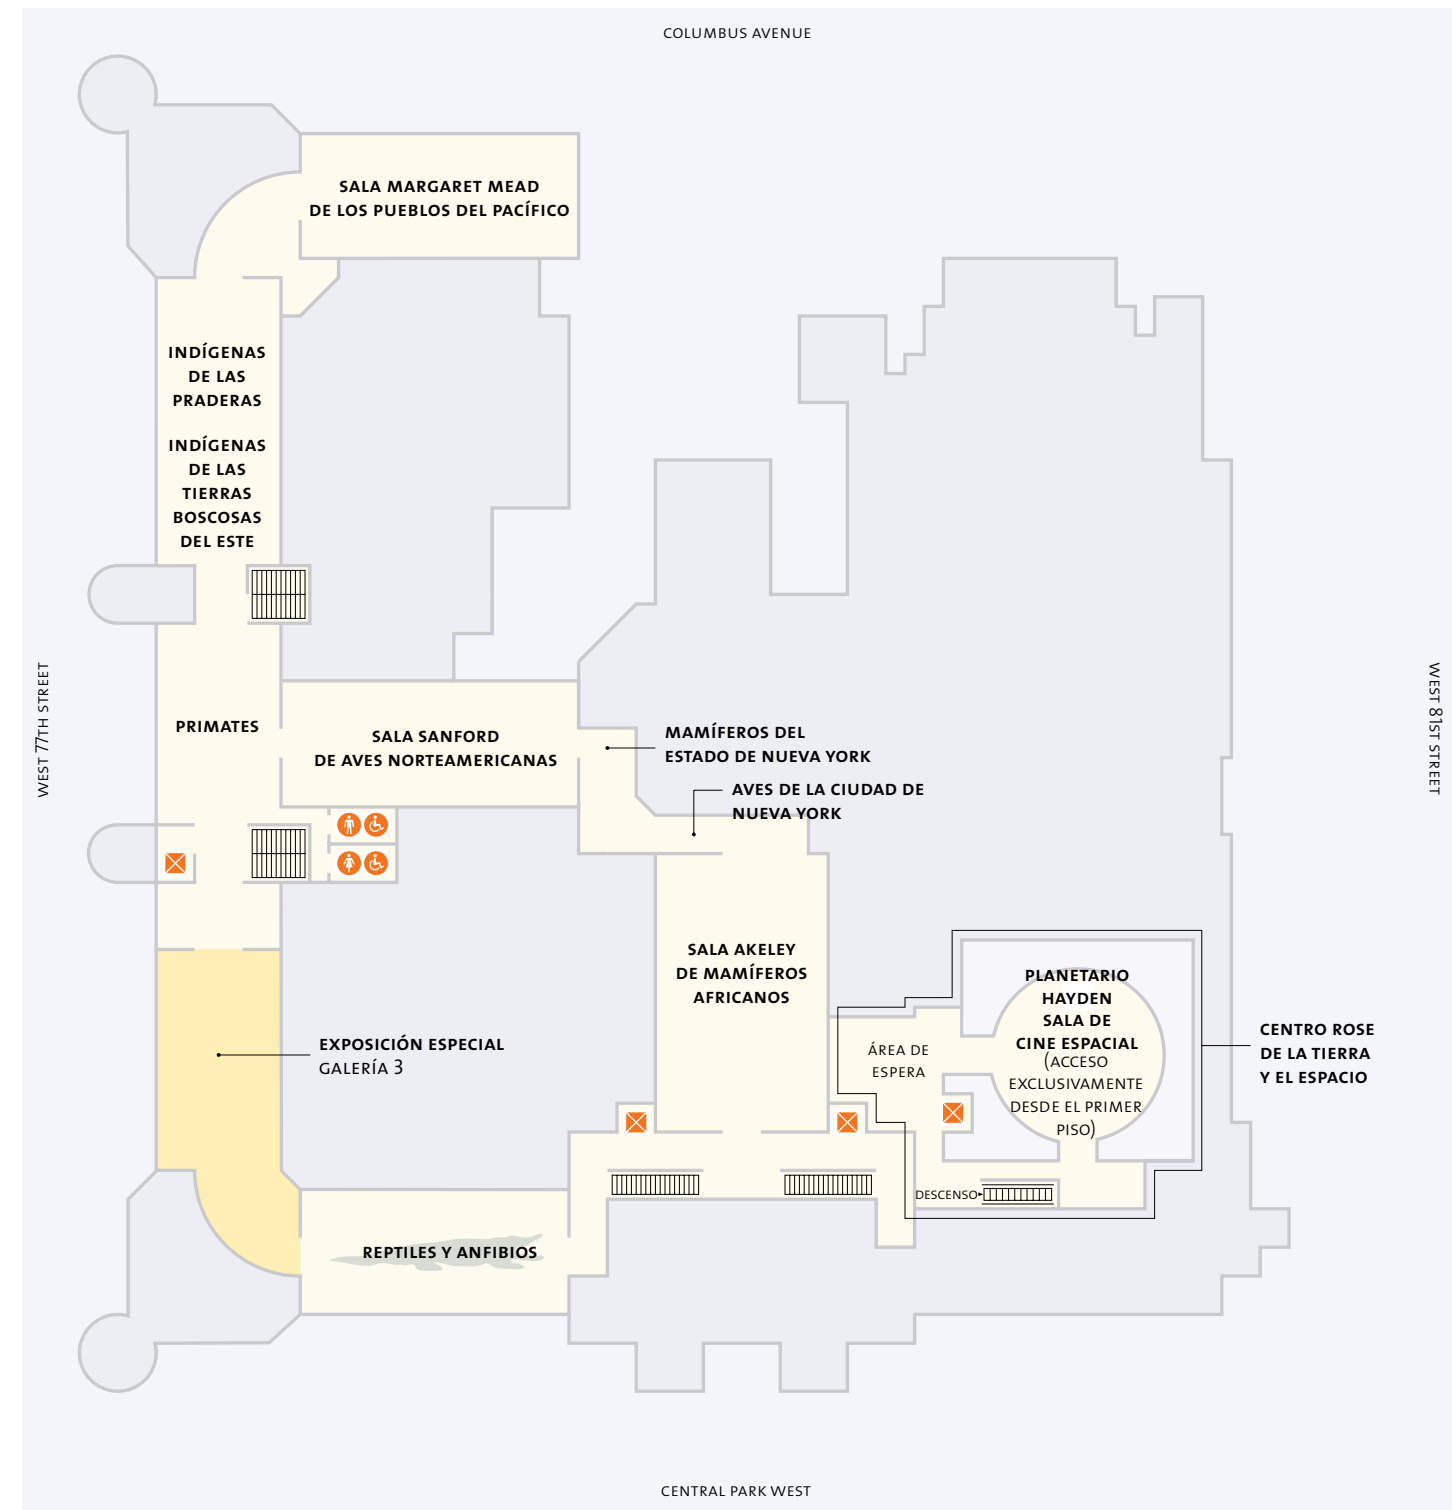 COLUMBUS AVENUE
SALA MARGARET MEAD
DE LOS PUEBLOS DEL PACÍFICO
INDÍGENAS
DE LAS
PRADERAS
INDÍGENAS
DE LAS
TIERRAS
BOSCOSAS
DEL ESTE
WEST 77TH STREET
WEST 81ST STREET
PRIMATES
SALA SANFORD
DE AVES NORTEAMERICANAS
MAMÍFEROS DEL
ESTADO DE NUEVA YORK
AVES DE LA CIUDAD DE
NUEVA YORK
SALA AKELEY
DE MAMÍFEROS
AFRICANOS
PLANETARIO
HAYDEN
SALA DE
CINE ESPACIAL
(ACCESO
EXCLUSIVAMENTE
DESDE EL PRIMER
PISO)
ÁREA DE
ESPERA
CENTRO ROSE
DE LA TIERRA
Y EL ESPACIO
EXPOSICIÓN ESPECIAL
GALERÍA 3
DESCENSO
REPTILES Y ANFIBIOS
CENTRAL PARK WEST